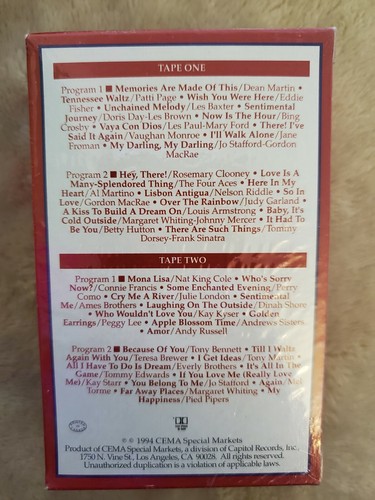 TAPE ONE
Program 1 ■ Memories Are Made Of This/Dean Martin •
Tennessee Waltz/Patti Page • Wish You Were Here/Eddie
Fisher • Unchained Melody/Les Baxter • Sentimental
Journey/Doris Day-Les Brown • Now Is The Hour/Bing
Crosby • Vaya Con Dios/Les Paul-Mary Ford • There! I've
Said It Again/Vaughan Monroe • I'll Walk Alone/Jane
Froman • My Darling, My Darling/Jo Stafford-Gordon
MacRae
Program 2 ■ Hey, There!/Rosemary Clooney • Love Is A
Many-Splendored Thing/The Four Aces • Here In My
Heart/Al Martino • Lisbon Antigua/Nelson Riddle • So In
Love/Gordon MacRae • Over The Rainbow/Judy Garland •
A Kiss To Build A Dream On/Louis Armstrong • Baby, It's
Cold Outside/Margaret Whiting-Johnny Mercer • It Had To
Be You/Betty Hutton • There Are Such Things/Tommy
Dorsey-Frank Sinatra
TAPE TWO
Program 1 ■ Mona Lisa/Nat King Cole • Who's Sorry
Now?/Connie Francis • Some Enchanted Evening/Perry
Como • Cry Me A River/Julie London • Sentimental
Me/Ames Brothers • Laughing On The Outside/Dinah Shore
• Who Wouldn't Love You/Kay Kyser • Golden
Earrings/Peggy Lee • Apple Blossom Time/Andrews Sisters
• Amor/Andy Russell
Program 2 ■ Because Of You/Tony Bennett • Till I Waltz
Again With You/Teresa Brewer • I Get Ideas/Tony Martin •
All I Have To Do Is Dream/Everly Brothers • It's All In The
Game/Tommy Edwards • If You Love Me (Really Love
Me)/Kay Starr • You Belong To Me/Jo Stafford • Again/Mel
Torme • Far Away Places/Margaret Whiting • My
Happiness/Pied Pipers
℗© 1994 CEMA Special Markets
Product of CEMA Special Markets, a division of Capitol Records, Inc.
1750 N. Vine St., Los Angeles, CA 90028. All rights reserved.
Unauthorized duplication is a violation of applicable laws.